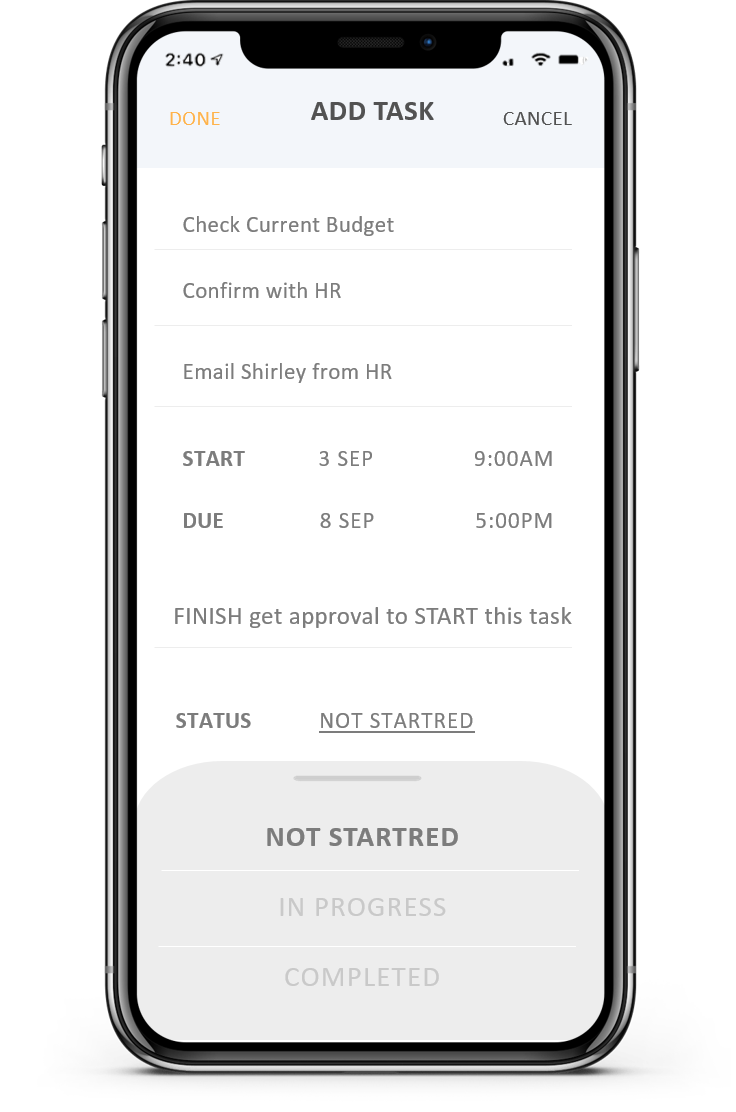 2:40
ADD TASK
DONE CANCEL
Check Current Budget
Confirm with HR
Email Shirley from HR
START 3 SEP 9:00AM
DUE 8 SEP 5:00PM
FINISH get approval to START this task
STATUS NOT STARTRED
NOT STARTRED
IN PROGRESS
COMPLETED